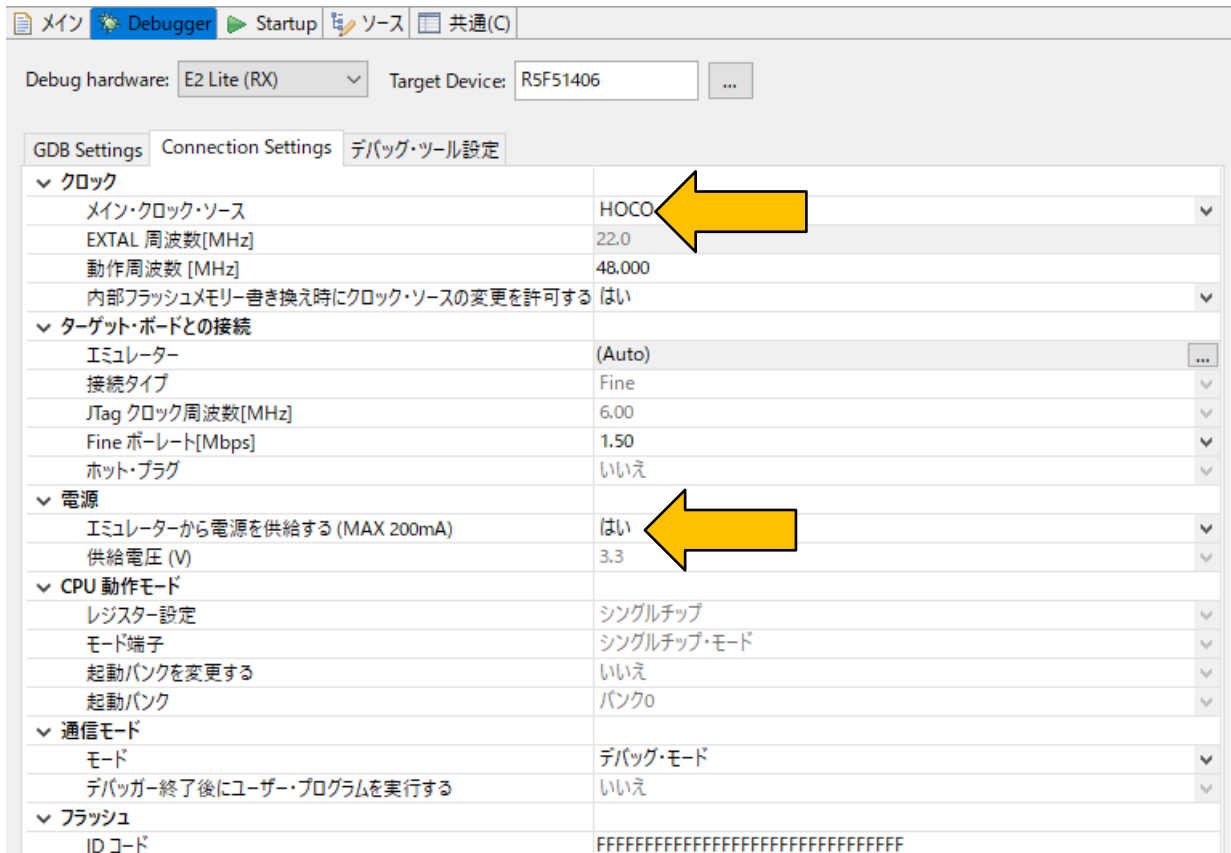 メイン Debugger Startup ソース 共通(C)
Debug hardware: E2 Lite (RX) Target Device: R5F51406 ...
GDB Settings Connection Settings デバッグ・ツール設定
クロック
メイン・クロック・ソース HOCO
EXTAL 周波数[MHz] 22.0
動作周波数 [MHz] 48.000
内部フラッシュメモリー書き換え時にクロック・ソースの変更を許可する はい
ターゲット・ボードとの接続
エミュレーター (Auto) ...
接続タイプ Fine
JTag クロック周波数[MHz] 6.00
Fine ボーレート[Mbps] 1.50
ホット・プラグ いいえ
電源
エミュレーターから電源を供給する (MAX 200mA) はい
供給電圧 (V) 3.3
CPU 動作モード
レジスター設定 シングルチップ
モード端子 シングルチップ・モード
起動バンクを変更する いいえ
起動バンク バンク0
通信モード
モード デバッグ・モード
デバッガー終了後にユーザー・プログラムを実行する いいえ
フラッシュ
ID コード FFFFFFFFFFFFFFFFFFFFFFFFFFFFFFFF